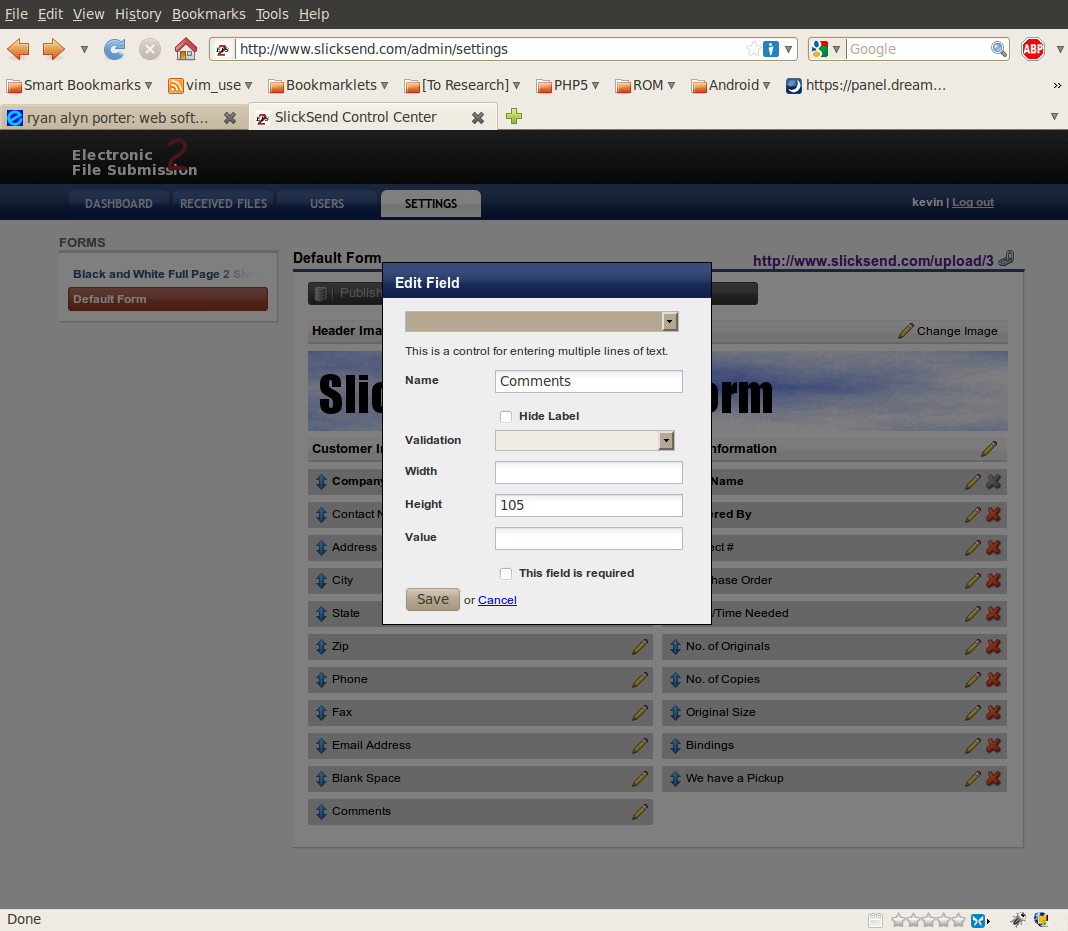 File Edit View History Bookmarks Tools Help
http://www.slicksend.com/admin/settings
Google
ABP
Smart Bookmarks
vim_use
Bookmarklets
[To Research]
PHP5
ROM
Android
https://panel.dream...
»
ryan alyn porter: web soft...
SlickSend Control Center
Electronic
File Submission
2
DASHBOARD
RECEIVED FILES
USERS
SETTINGS
kevin | Log out
FORMS
Black and White Full Page 2 Sh
Default Form
Default Form
http://www.slicksend.com/upload/3
Publish
Header Ima
Change Image
Slic
rm
Customer In
nformation
Edit Field
This is a control for entering multiple lines of text.
Name
Comments
Hide Label
Validation
Width
Height
105
Value
This field is required
Save or Cancel
Company
Name
Contact N
ered By
Address
ect #
City
hase Order
State
/Time Needed
Zip
No. of Originals
Phone
No. of Copies
Fax
Original Size
Email Address
Bindings
Blank Space
We have a Pickup
Comments
Done